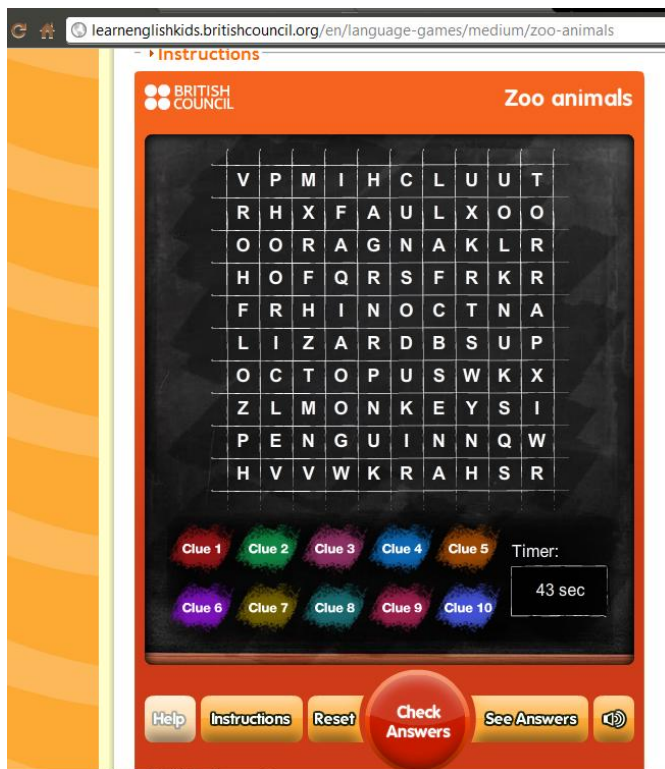 learnenglishkids.britishcouncil.org/en/language-games/medium/zoo-animals
Instructions
BRITISH
COUNCIL
Zoo animals
V P M I H C L U U T
R H X F A U L X O O
O O R A G N A K L R
H O F Q R S F R K R
F R H I N O C T N A
L I Z A R D B S U P
O C T O P U S W K X
Z L M O N K E Y S I
P E N G U I N N Q W
H V V W K R A H S R
Clue 1 Clue 2 Clue 3 Clue 4 Clue 5 Timer:
43 sec
Clue 6 Clue 7 Clue 8 Clue 9 Clue 10
Help Instructions Reset Check Answers See Answers